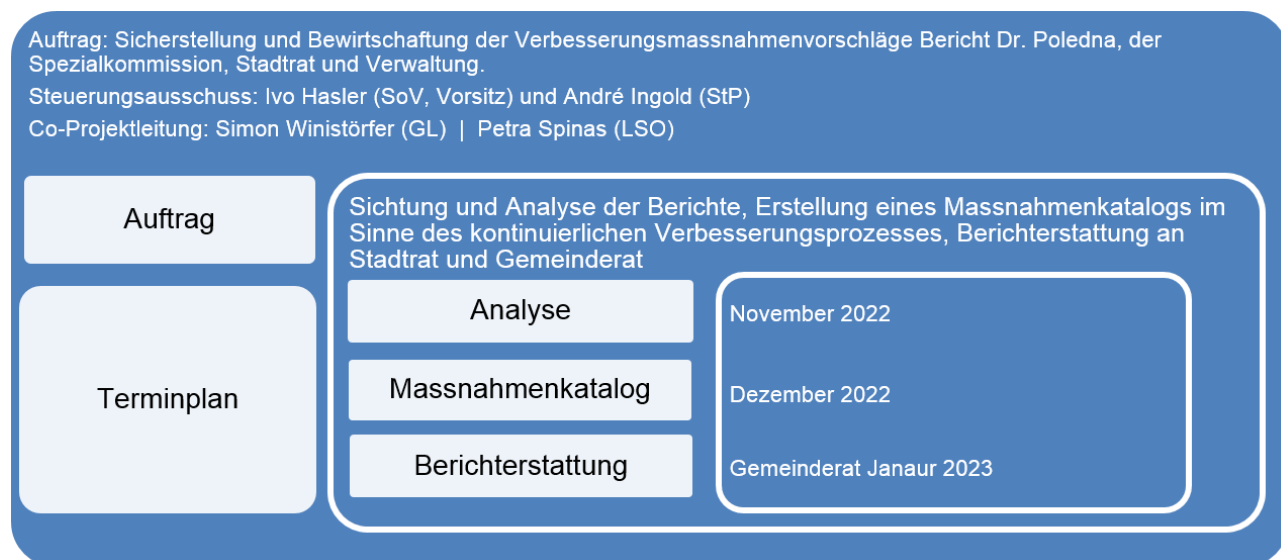 Auftrag: Sicherstellung und Bewirtschaftung der Verbesserungsmassnahmenvorschläge Bericht Dr. Poledna, der
Spezialkommission, Stadtrat und Verwaltung.
Steuerungsausschuss: Ivo Hasler (SoV, Vorsitz) und André Ingold (StP)
Co-Projektleitung: Simon Winistörfer (GL) | Petra Spinas (LSO)
Auftrag
Sichtung und Analyse der Berichte, Erstellung eines Massnahmenkatalogs im
Sinne des kontinuierlichen Verbesserungsprozesses, Berichterstattung an
Stadtrat und Gemeinderat
Terminplan
Analyse
November 2022
Massnahmenkatalog
Dezember 2022
Berichterstattung
Gemeinderat Janaur 2023